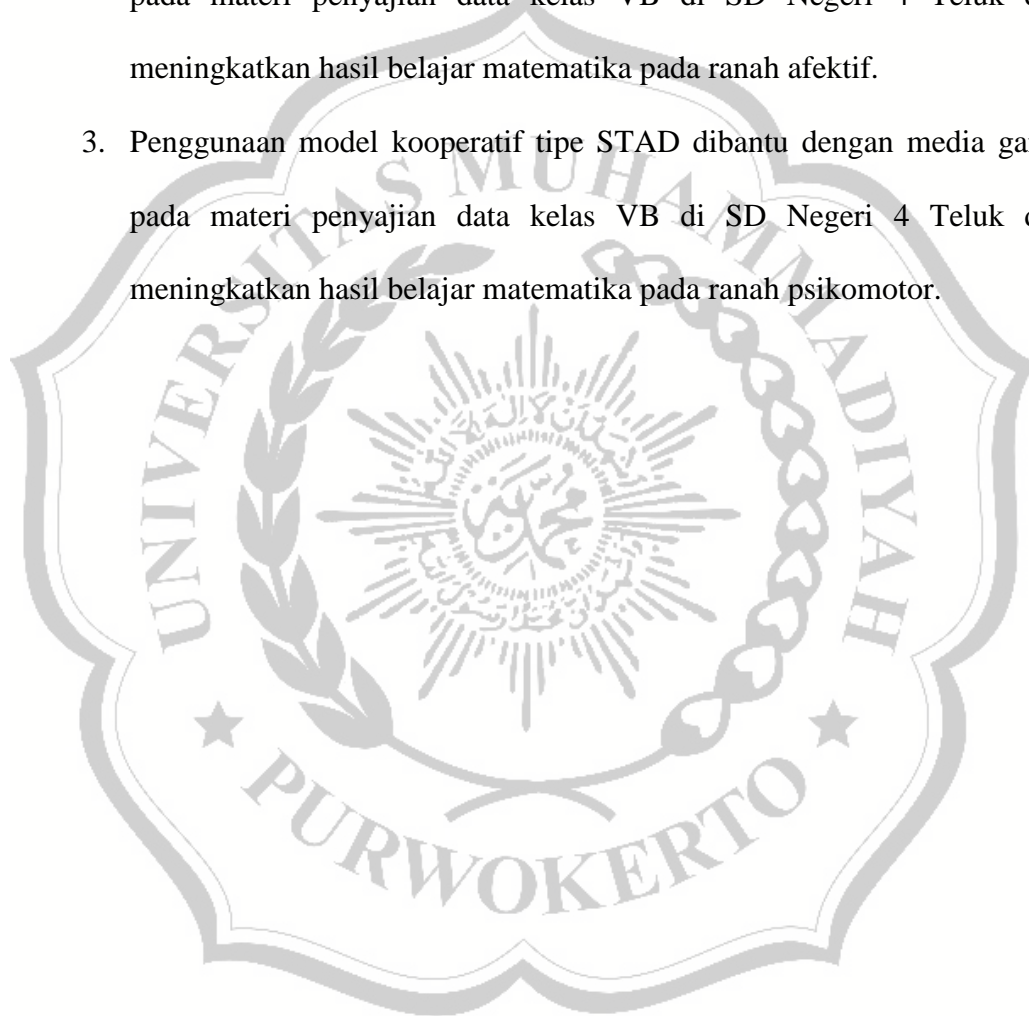 pada materi penyajian data kelas VB di SD Negeri 4 Teluk
meningkatkan hasil belajar matematika pada ranah afektif.
3. Penggunaan model kooperatif tipe STAD dibantu dengan media
pada materi penyajian data kelas VB di SD Negeri 4 Teluk
meningkatkan hasil belajar matematika pada ranah psikomotor.
UNIVERSITAS MUHAMMADIYAH
PURWOKERTO